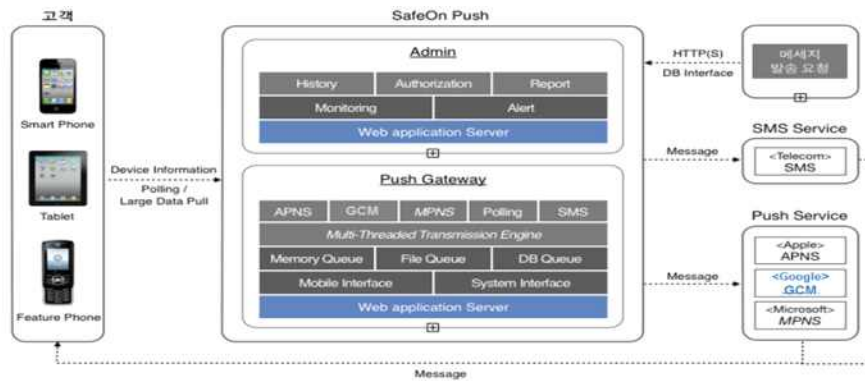 고객
Smart Phone
Tablet
Feature Phone
Device Information
Polling /
Large Data Pull
SafeOn Push
Admin
History
Authorization
Report
Monitoring
Alert
Web application Server
Push Gateway
APNS
GCM
MPNS
Polling
SMS
Multi-Threaded Transmission Engine
Memory Queue
File Queue
DB Queue
Mobile Interface
System Interface
Web application Server
HTTP(S)
DB Interface
메세지
발송 요청
Message
SMS Service
<Telecom>
SMS
Message
Push Service
<Apple>
APNS
<Google>
GCM
<Microsoft>
MPNS
Message